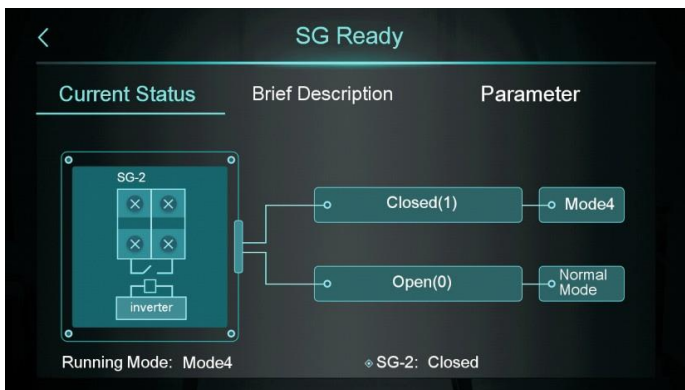 SG Ready
Current Status Brief Description Parameter
SG-2
Closed(1) Mode4
Open(0) Normal
Mode
inverter
Running Mode: Mode4 SG-2: Closed